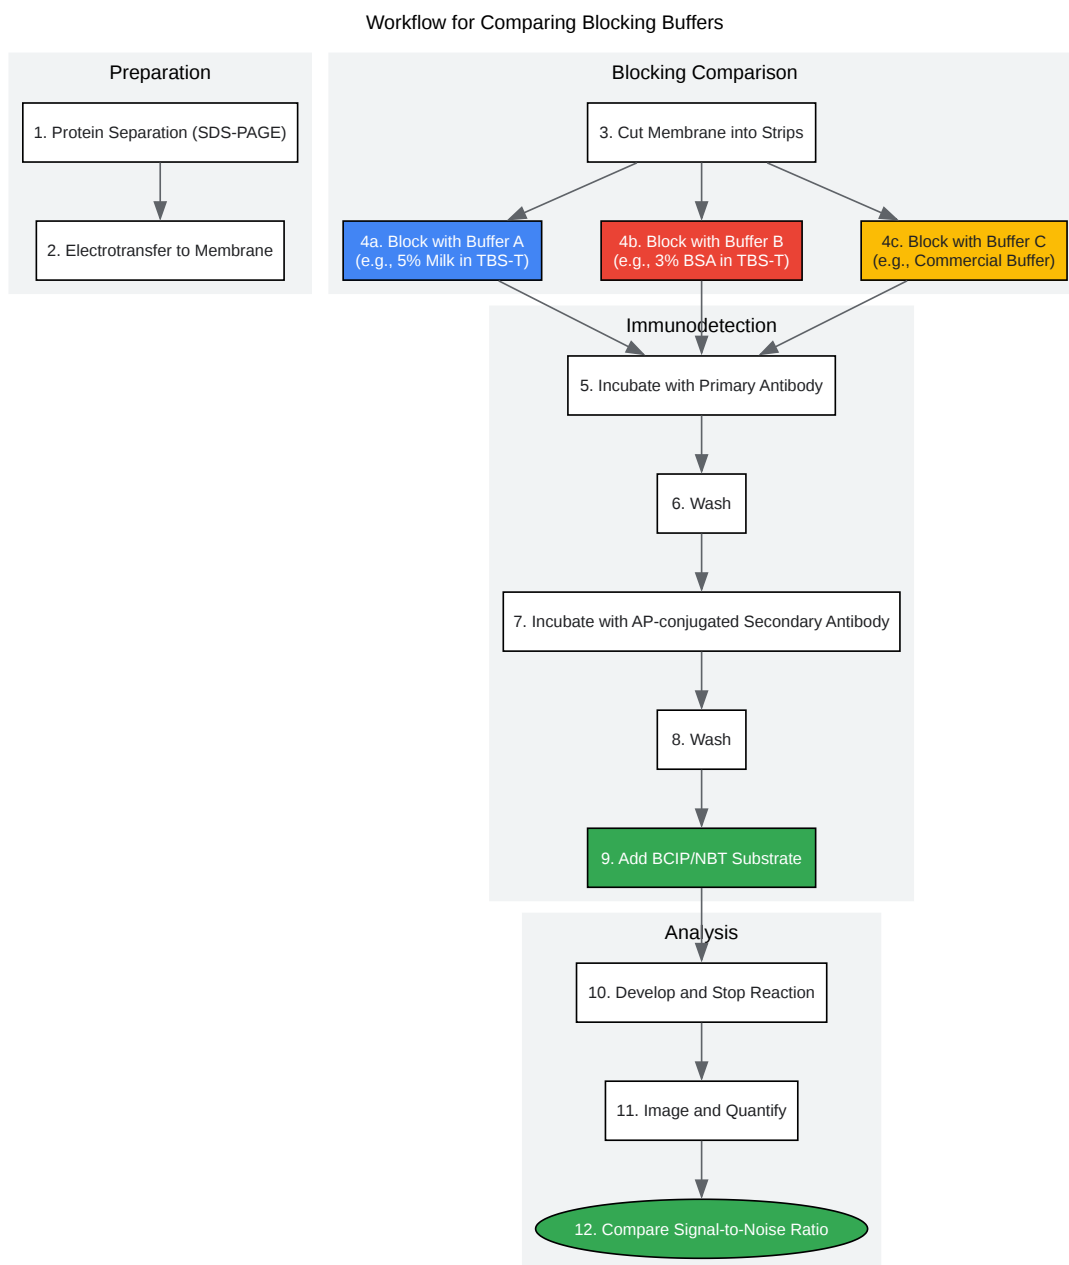 Workflow for Comparing Blocking Buffers
Preparation
1. Protein Separation (SDS-PAGE)
2. Electrotransfer to Membrane
Blocking Comparison
3. Cut Membrane into Strips
4a. Block with Buffer A
(e.g., 5% Milk in TBS-T)
4b. Block with Buffer B
(e.g., 3% BSA in TBS-T)
4c. Block with Buffer C
(e.g., Commercial Buffer)
Immunodetection
5. Incubate with Primary Antibody
6. Wash
7. Incubate with AP-conjugated Secondary Antibody
8. Wash
9. Add BCIP/NBT Substrate
Analysis
10. Develop and Stop Reaction
11. Image and Quantify
12. Compare Signal-to-Noise Ratio